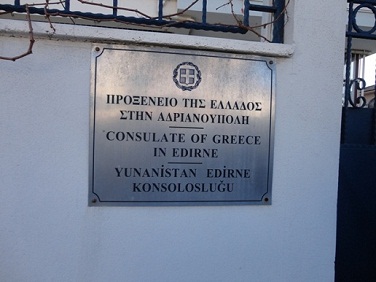 ΠΡΟΞΕΝΕΙΟ ΤΗΣ ΕΛΛΑΔΟΣ
ΣΤΗΝ ΑΔΡΙΑΝΟΥΠΟΛΗ
CONSULATE OF GREECE
IN EDIRNE
YUNANİSTAN EDİRNE
KONSOLOSLUĞU